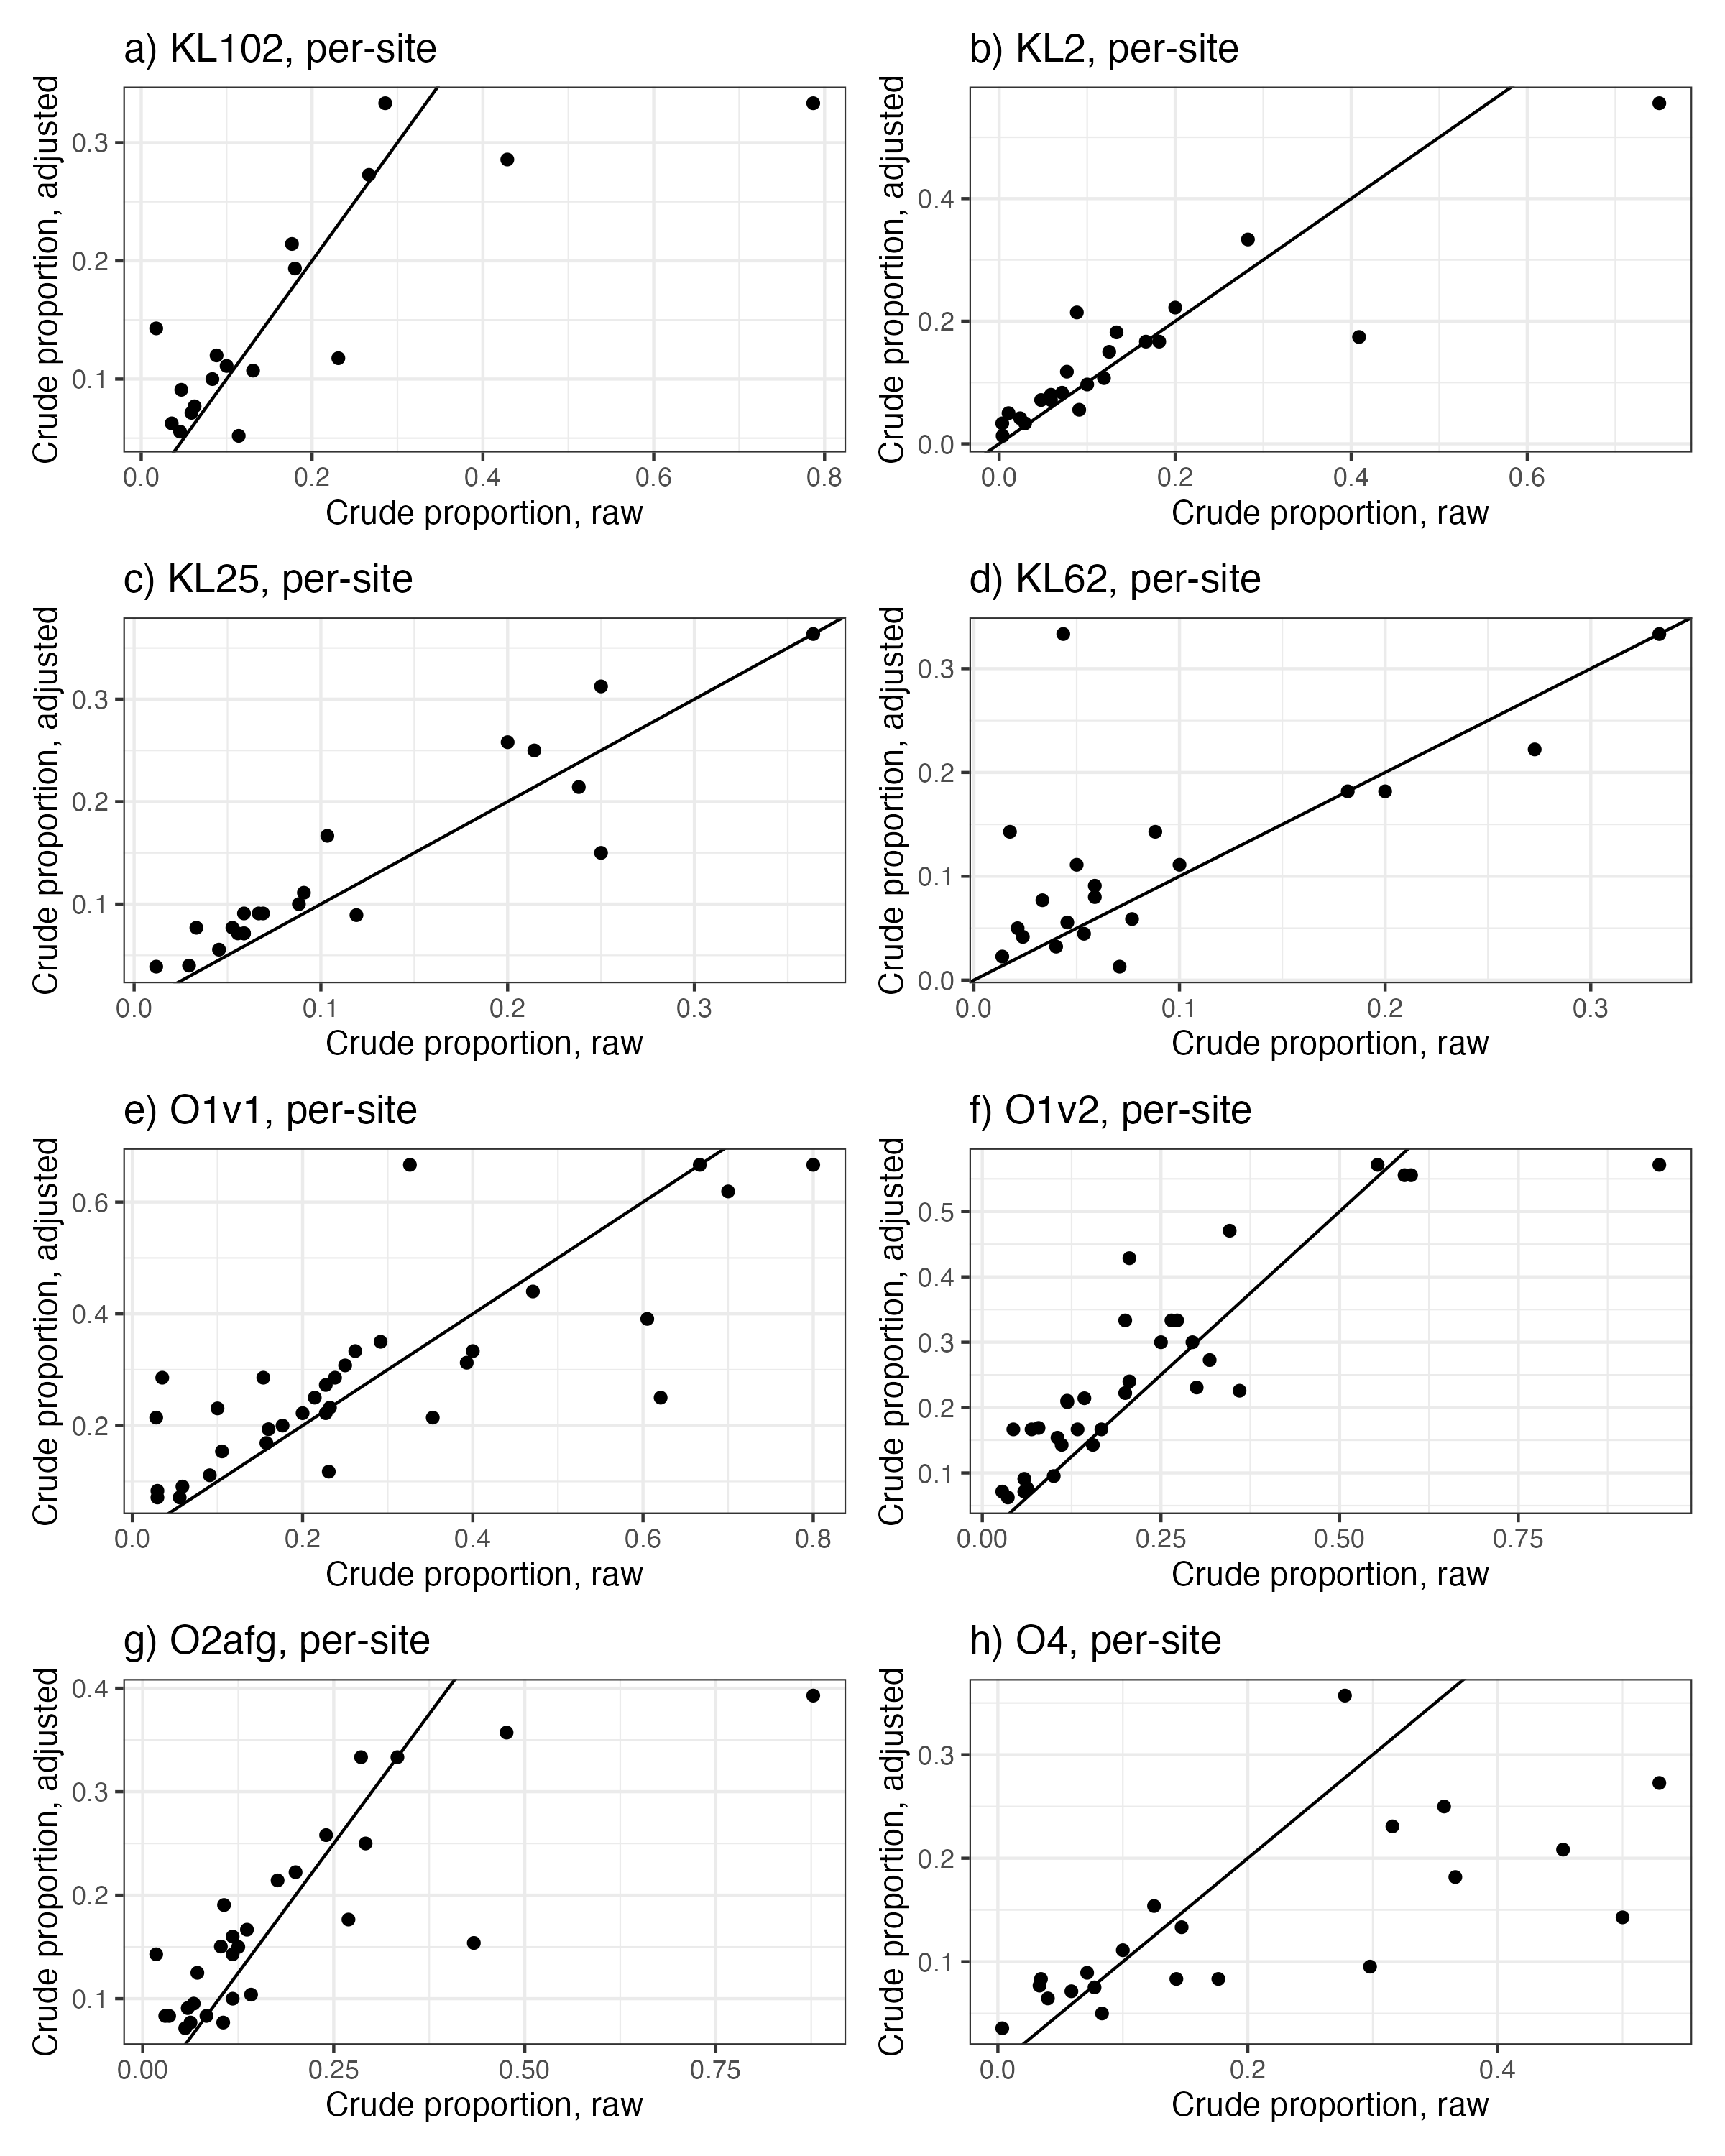 a) KL102, per-site
Crude proportion, adjusted
0.3
0.2
0.1
0.0 0.2 0.4 0.6 0.8
Crude proportion, raw
b) KL2, per-site
Crude proportion, adjusted
0.4
0.2
0.0
0.0 0.2 0.4 0.6
Crude proportion, raw
c) KL25, per-site
Crude proportion, adjusted
0.3
0.2
0.1
0.0 0.1 0.2 0.3
Crude proportion, raw
d) KL62, per-site
Crude proportion, adjusted
0.3
0.2
0.1
0.0
0.0 0.1 0.2 0.3
Crude proportion, raw
e) O1v1, per-site
Crude proportion, adjusted
0.6
0.4
0.2
0.0 0.2 0.4 0.6 0.8
Crude proportion, raw
f) O1v2, per-site
Crude proportion, adjusted
0.5
0.4
0.3
0.2
0.1
0.00 0.25 0.50 0.75
Crude proportion, raw
g) O2afg, per-site
Crude proportion, adjusted
0.4
0.3
0.2
0.1
0.00 0.25 0.50 0.75
Crude proportion, raw
h) O4, per-site
Crude proportion, adjusted
0.3
0.2
0.1
0.0 0.2 0.4
Crude proportion, raw